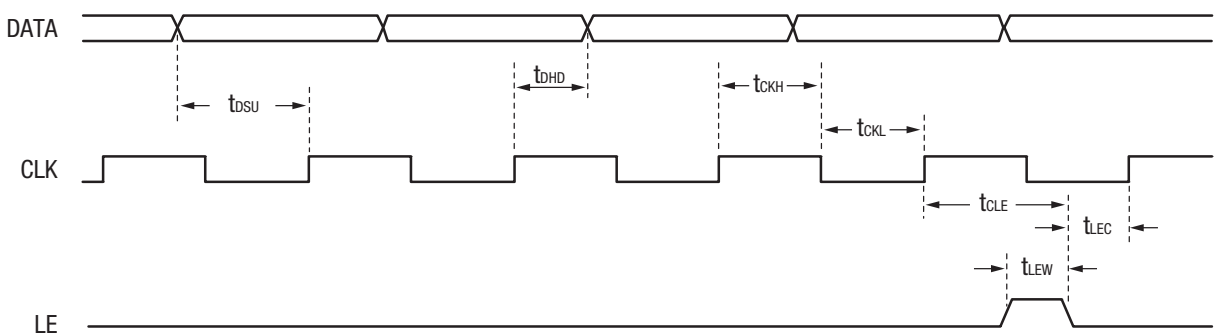 DATA
tDHD
tCKH
tDSU
tCKL
CLK
tCLE
tLEC
tLEW
LE